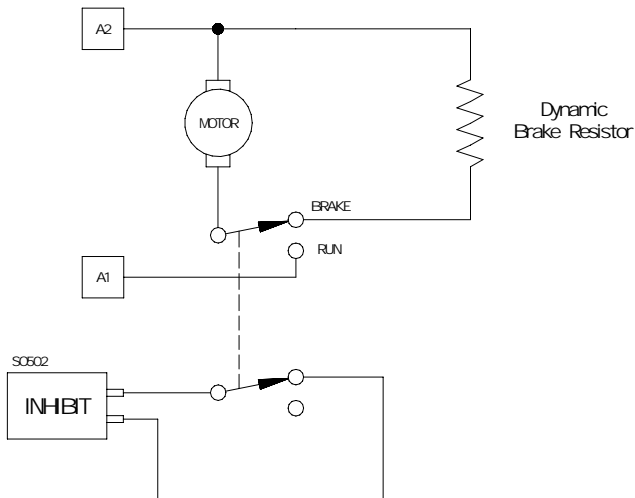 A2
MOTOR
Dynamic
Brake Resistor
BRAKE
RUN
A1
SO502
INHIBIT